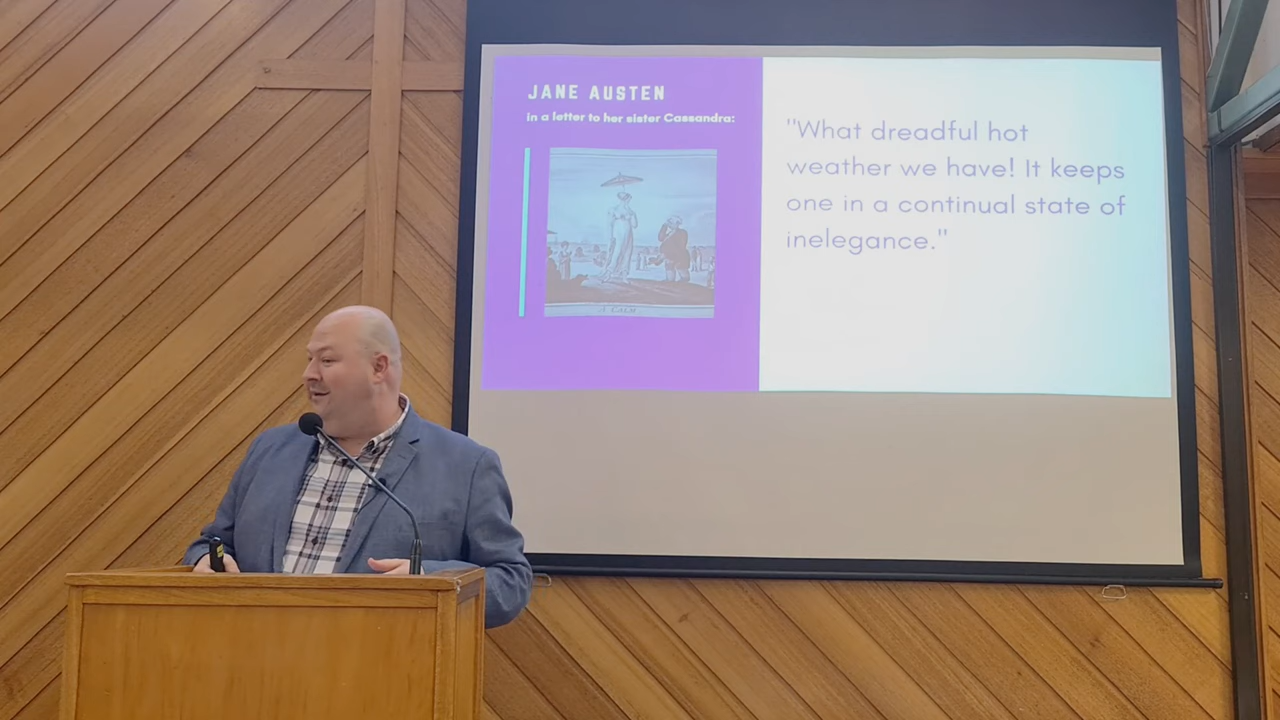 JANE AUSTEN
in a letter to her sister Cassandra:
"What dreadful hot
weather we have! It keeps
one in a continual state of
inelegance."
A CALM